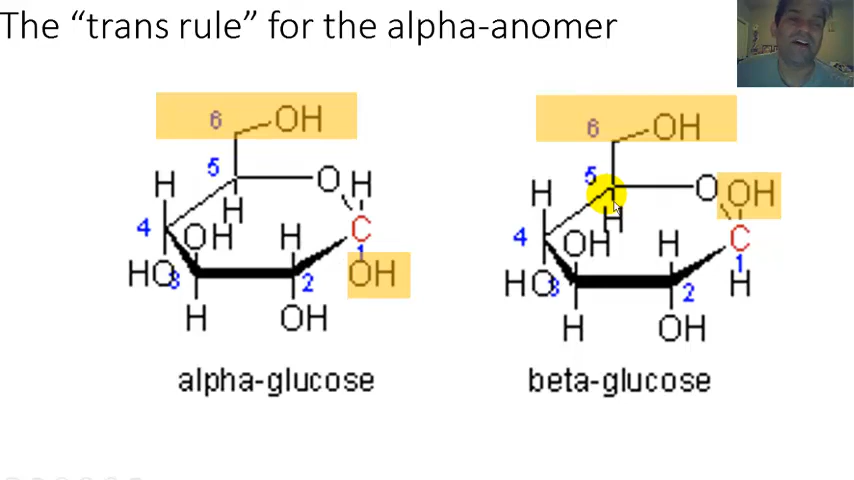 The “trans rule” for the alpha-anomer
6 OH
5
H O H
H
4 OH H C
1
HO 3 2 OH
H OH
alpha-glucose
6 OH
5
H O OH
H
4 OH H C
1
HO 3 2 H
H OH
beta-glucose